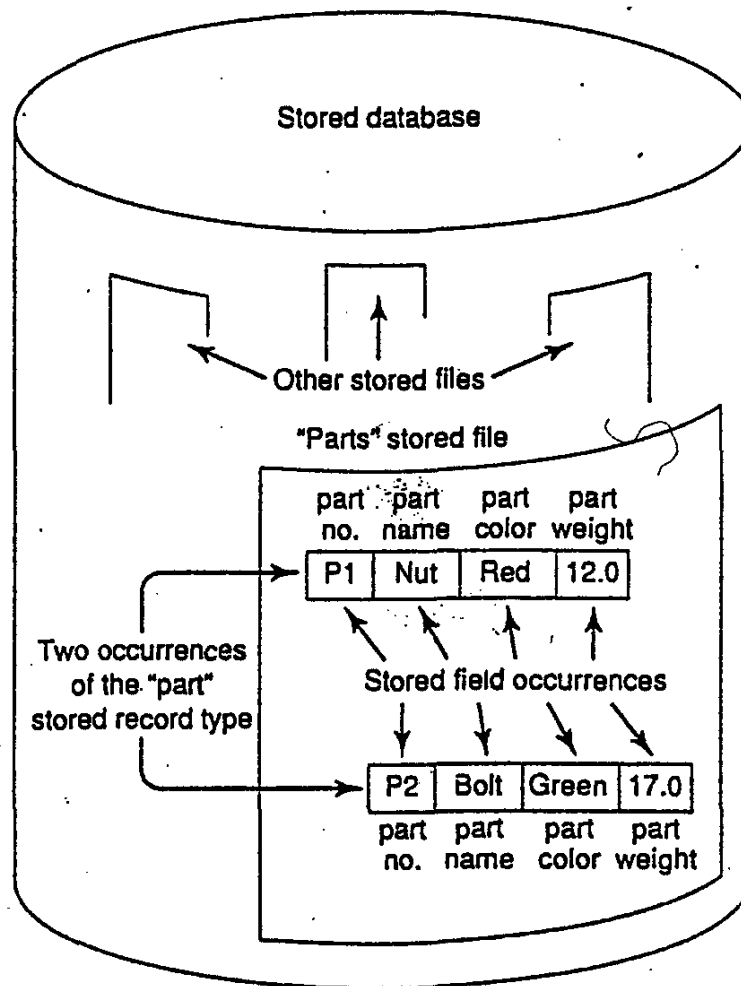 Stored database
Other stored files
"Parts" stored file
part part part part
no. name color weight
P1 Nut Red 12.0
Two occurrences
of the "part"
stored record type
Stored field occurrences
P2 Bolt Green 17.0
part part part part
no. name color weight